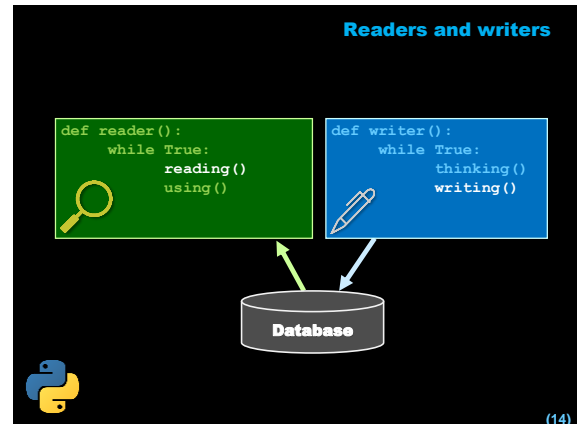 Readers and writers
def reader():
    while True:
        reading()
        using()
def writer():
    while True:
        thinking()
        writing()
Database
(14)